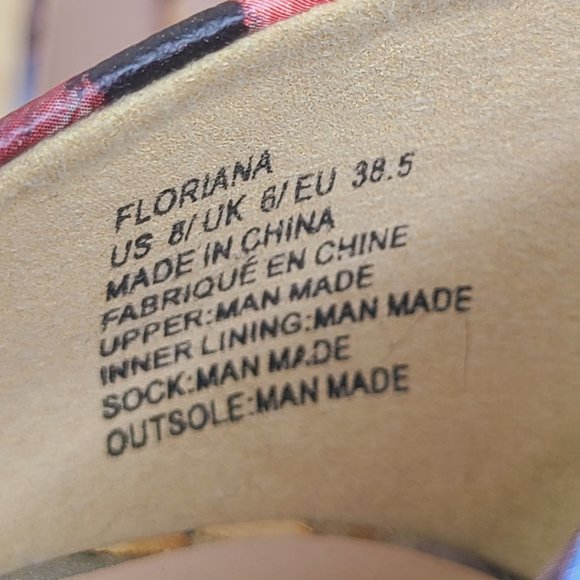 FLORIANA
US 8/UK 6/EU 38.5
MADE IN CHINA
FABRIQUÉ EN CHINE
UPPER:MAN MADE
INNER LINING:MAN MADE
SOCK:MAN MADE
OUTSOLE:MAN MADE